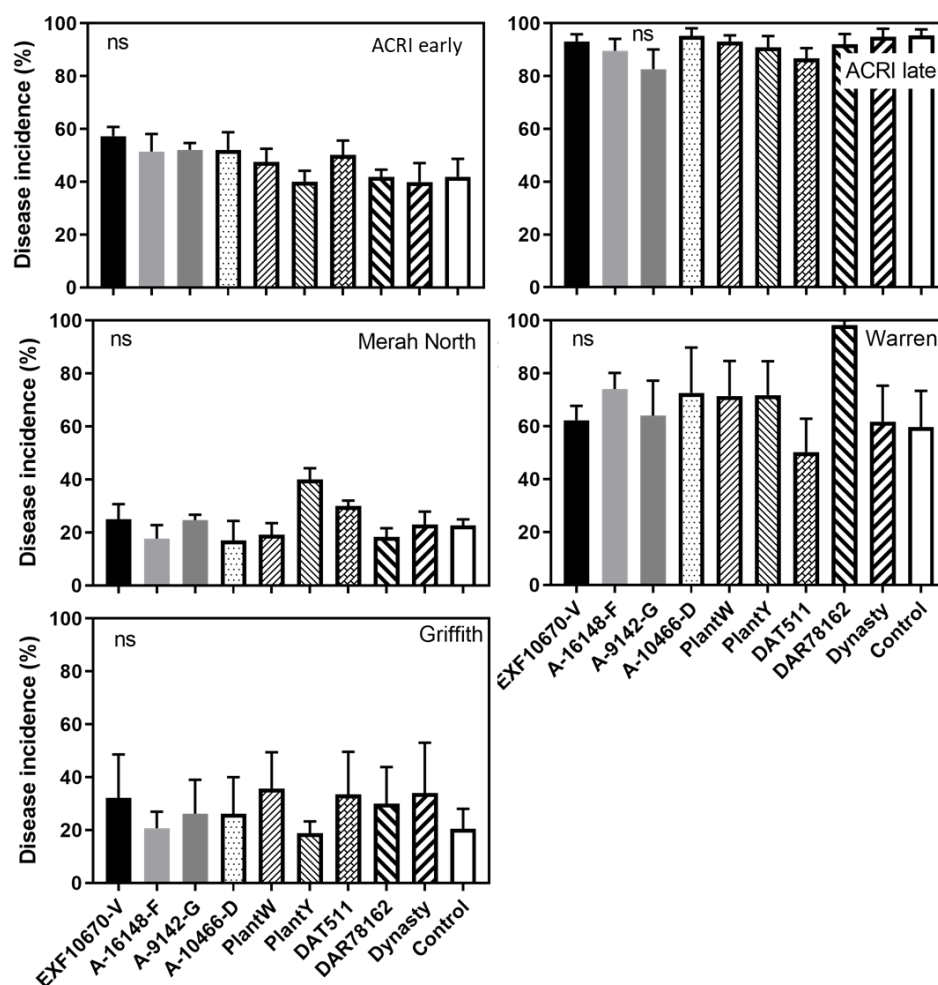 ns
ACRI early
Disease incidence (%)
100
80
60
40
20
0
ns
ACRI late
100
80
60
40
20
0
ns
Merah North
Disease incidence (%)
100
80
60
40
20
0
ns
Warren
100
80
60
40
20
0
EXF10670-V
A-16148-F
A-9142-G
A-10466-D
PlantW
PlantY
DAT511
DAR78162
Dynasty
Control
ns
Griffith
Disease incidence (%)
100
80
60
40
20
0
EXF10670-V
A-16148-F
A-9142-G
A-10466-D
PlantW
PlantY
DAT511
DAR78162
Dynasty
Control